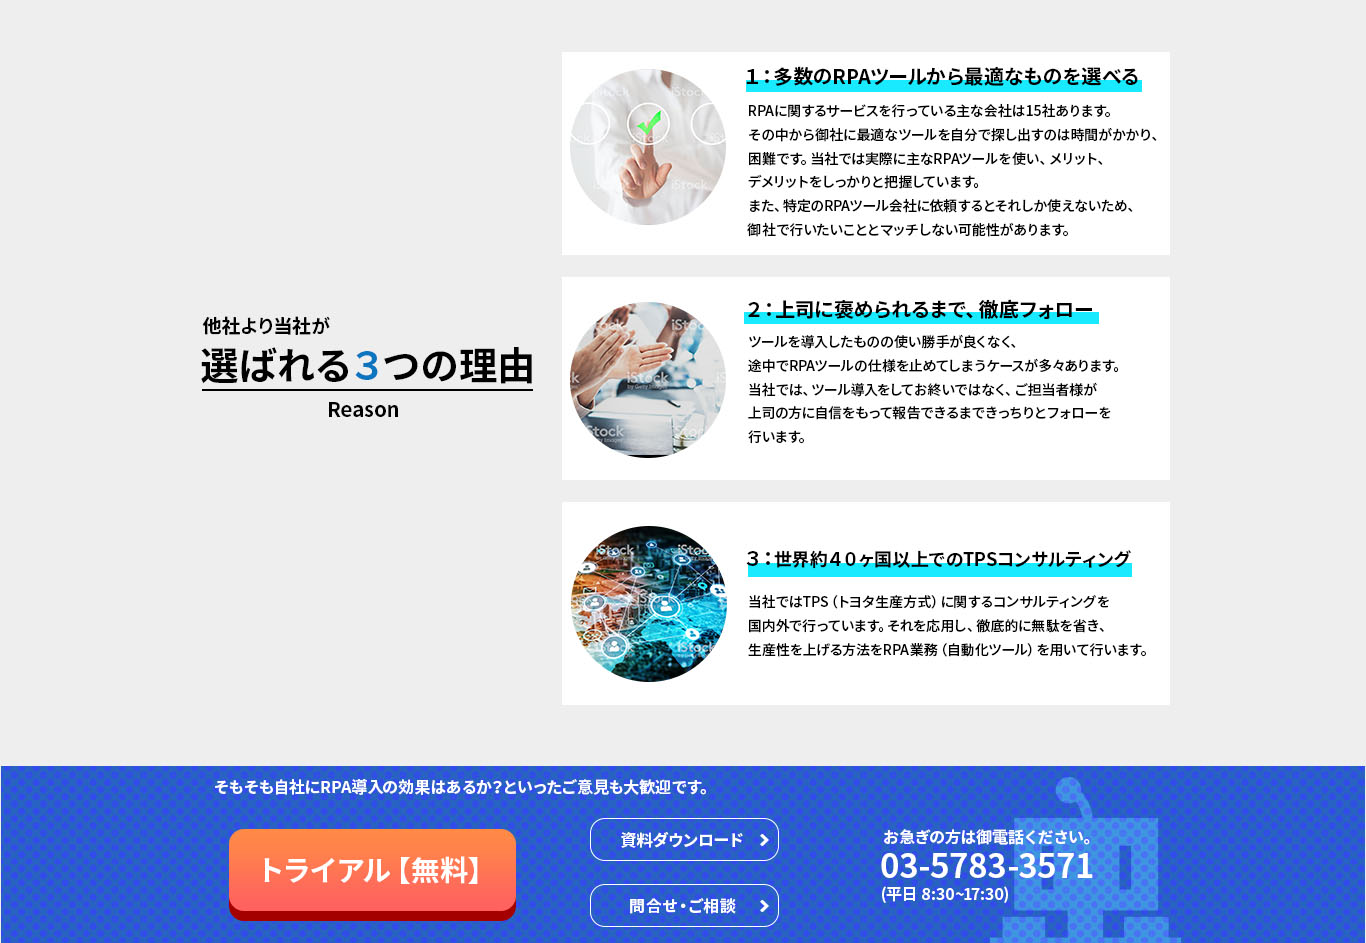 他社より当社が
選ばれる３つの理由
Reason
１：多数のRPAツールから最適なものを選べる
RPAに関するサービスを行っている主な会社は15社あります。
その中から御社に最適なツールを自分で探し出すのは時間がかかり、
困難です。当社では実際に主なRPAツールを使い、メリット、
デメリットをしっかりと把握しています。
また、特定のRPAツール会社に依頼するとそれしか使えないため、
御社で行いたいこととマッチしない可能性があります。
２：上司に褒められるまで、徹底フォロー
ツールを導入したものの使い勝手が良くなく、
途中でRPAツールの仕様を止めてしまうケースが多々あります。
当社では、ツール導入をしてお終いではなく、ご担当者様が
上司の方に自信をもって報告できるまできっちりとフォローを
行います。
３：世界約４０ヶ国以上でのTPSコンサルティング
当社ではTPS（トヨタ生産方式）に関するコンサルティングを
国内外で行っています。それを応用し、徹底的に無駄を省き、
生産性を上げる方法をRPA業務（自動化ツール）を用いて行います。
そもそも自社にRPA導入の効果はあるか？といったご意見も大歓迎です。
トライアル【無料】
資料ダウンロード
問合せ・ご相談
お急ぎの方は御電話ください。
03-5783-3571
(平日 8:30~17:30)
iStock
iStock
iStock
iStock
iStock
iStock
iStock
iStock
by Getty Images
iStock
iStock
iStock
iStock